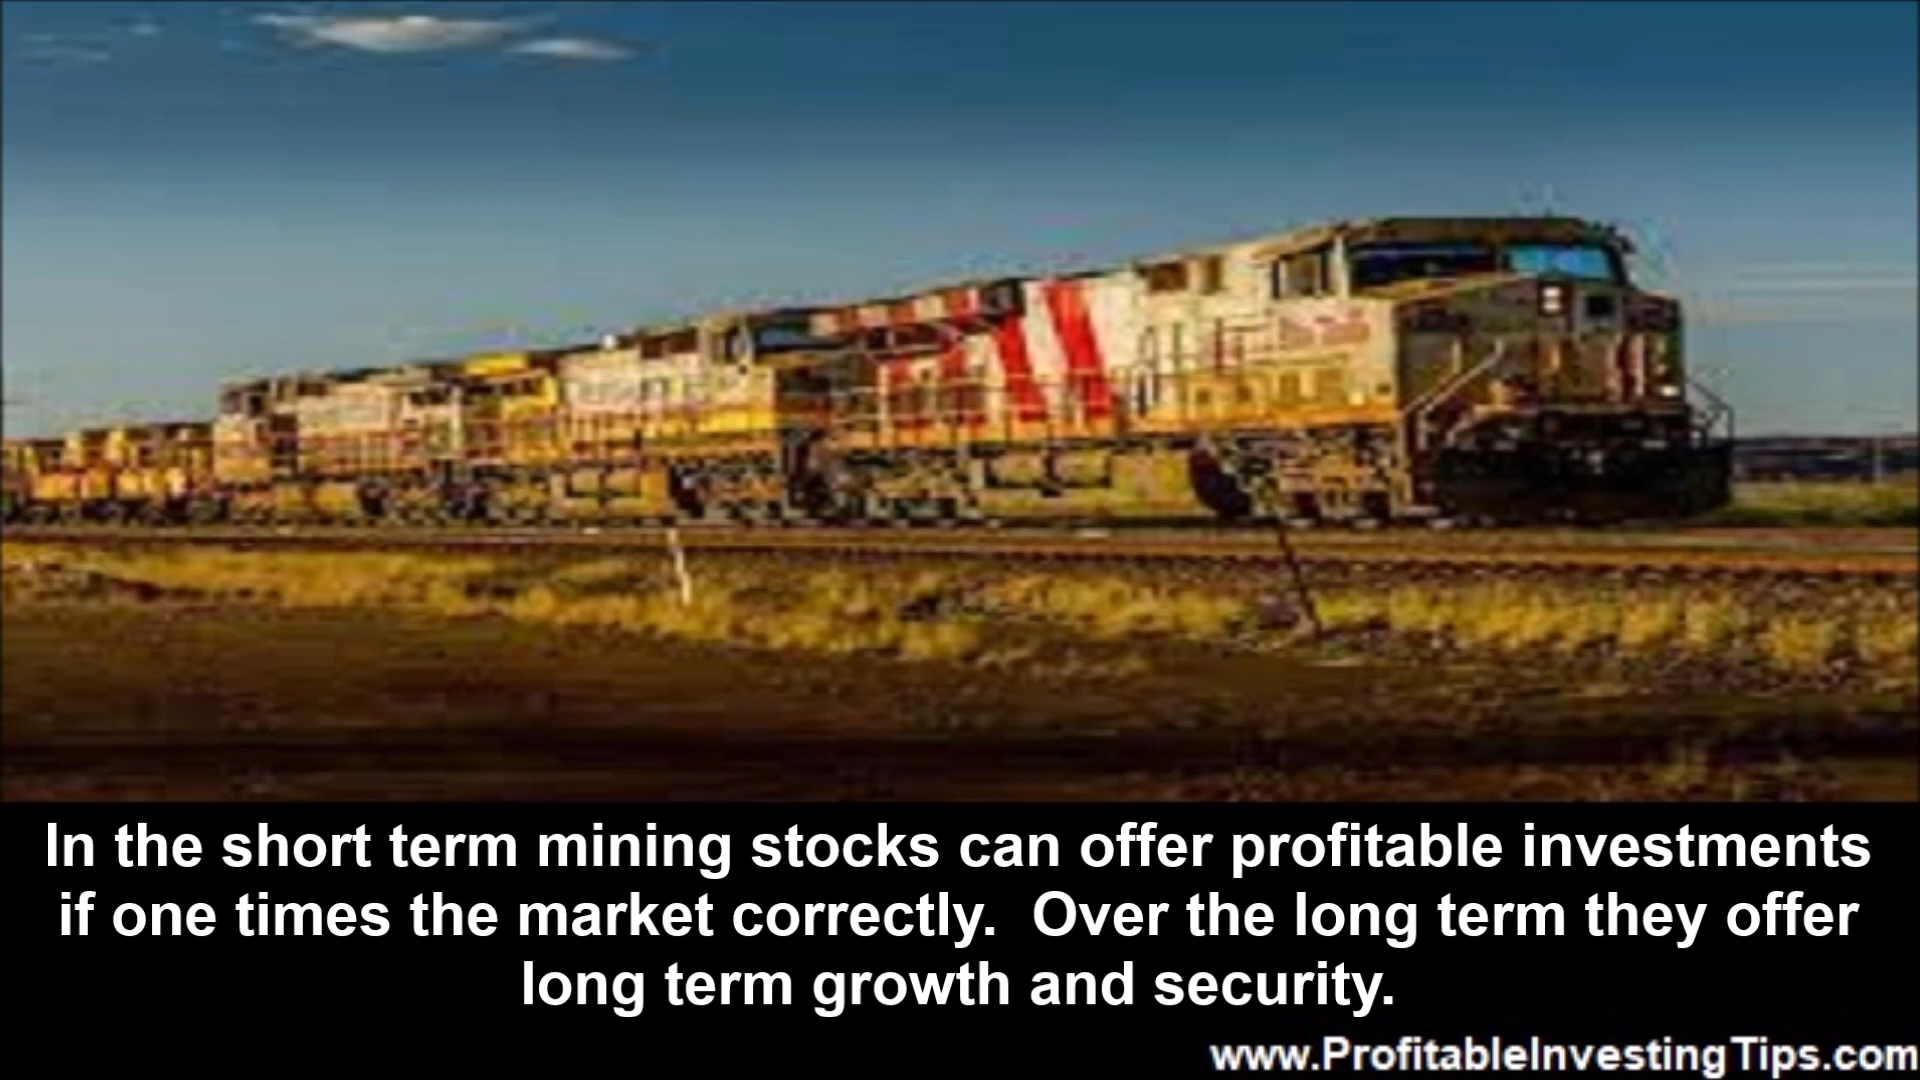 In the short term mining stocks can offer profitable investments
if one times the market correctly.  Over the long term they offer
long term growth and security.
www.ProfitableInvestingTips.com